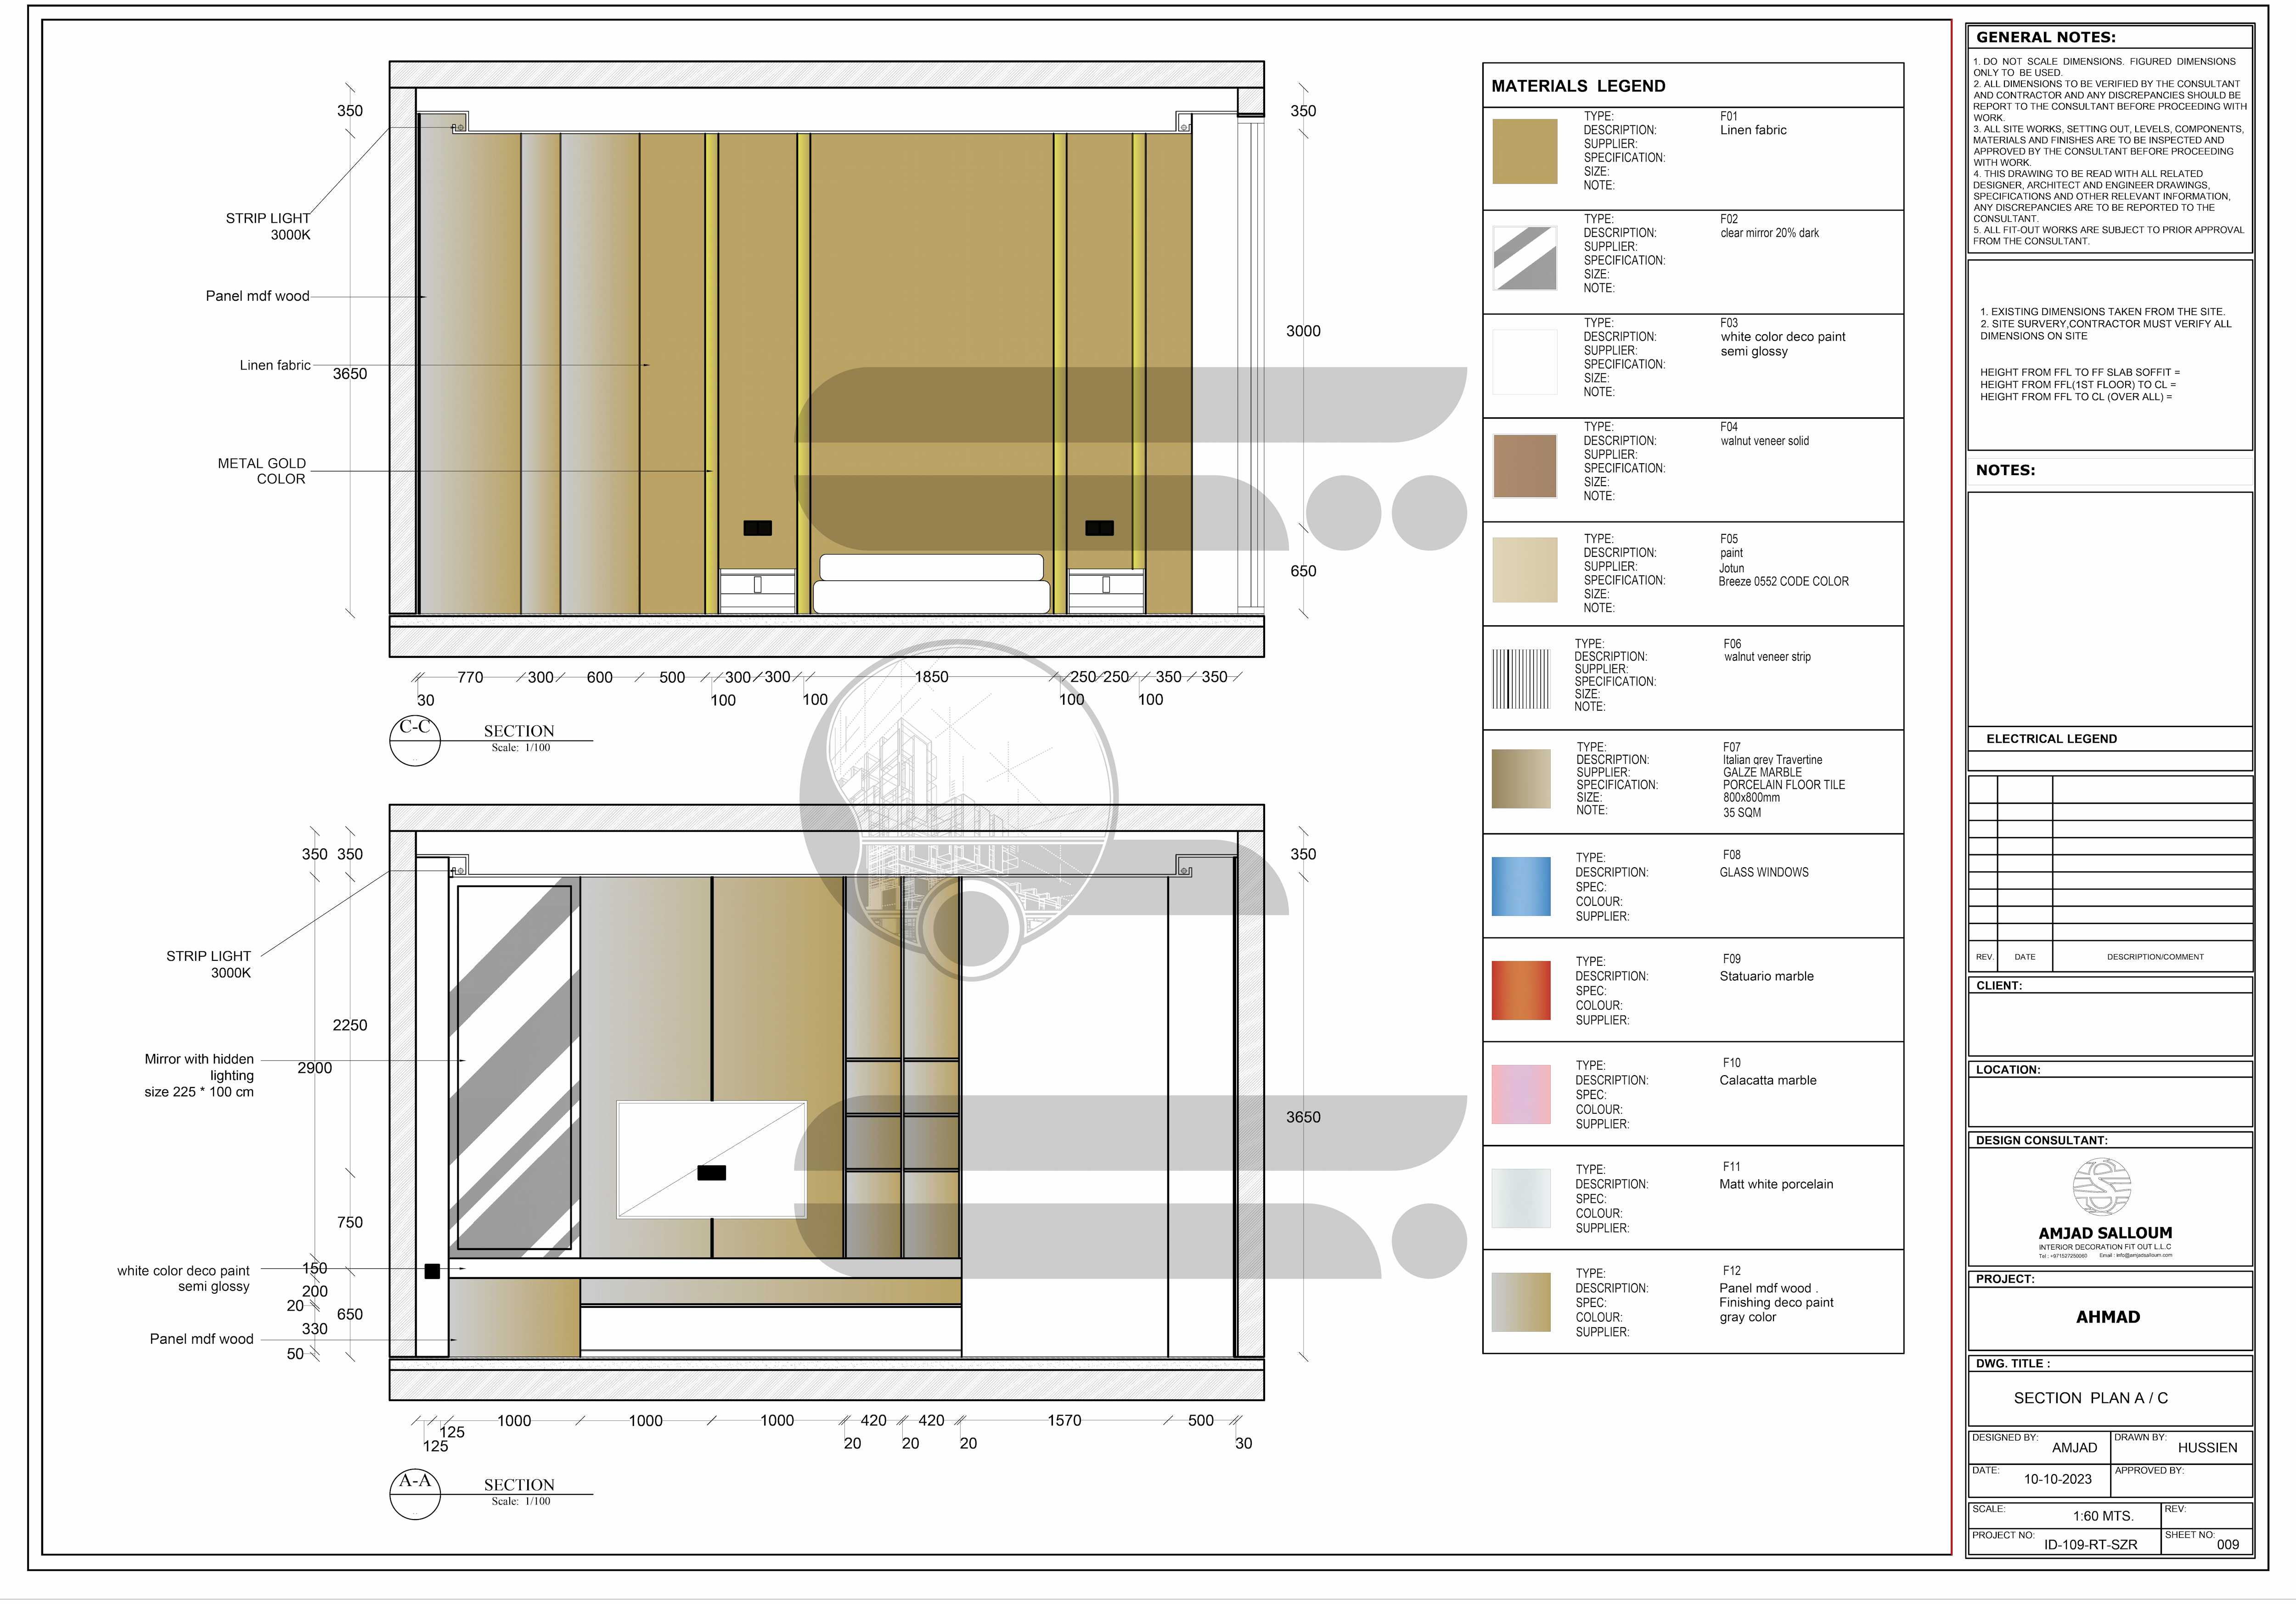 350
STRIP LIGHT
3000K
Panel mdf wood
Linen fabric
3650
METAL GOLD
COLOR
350
3000
650
770 300 600 500 300 300 1850 250 250 350 350
30 100 100 100 100
C-C
SECTION
Scale: 1/100
350 350
STRIP LIGHT
3000K
2250
Mirror with hidden
lighting
size 225 * 100 cm
2900
750
white color deco paint
semi glossy
150
200
20
650
330
Panel mdf wood
50
350
3650
1000 1000 1000 420 420 1570 500
125
125
20 20 20 30
A-A
SECTION
Scale: 1/100
MATERIALS LEGEND
TYPE: F01
DESCRIPTION: Linen fabric
SUPPLIER:
SPECIFICATION:
SIZE:
NOTE:
TYPE: F02
DESCRIPTION: clear mirror 20% dark
SUPPLIER:
SPECIFICATION:
SIZE:
NOTE:
TYPE: F03
DESCRIPTION: white color deco paint
SUPPLIER: semi glossy
SPECIFICATION:
SIZE:
NOTE:
TYPE: F04
DESCRIPTION: walnut veneer solid
SUPPLIER:
SPECIFICATION:
SIZE:
NOTE:
TYPE: F05
DESCRIPTION: paint
SUPPLIER: Jotun
SPECIFICATION: Breeze 0552 CODE COLOR
SIZE:
NOTE:
TYPE: F06
DESCRIPTION: walnut veneer strip
SUPPLIER:
SPECIFICATION:
SIZE:
NOTE:
TYPE: F07
DESCRIPTION: Italian grey Travertine
SUPPLIER: GALZE MARBLE
SPECIFICATION: PORCELAIN FLOOR TILE
SIZE: 800x800mm
NOTE: 35 SQM
TYPE: F08
DESCRIPTION: GLASS WINDOWS
SPEC:
COLOUR:
SUPPLIER:
TYPE: F09
DESCRIPTION: Statuario marble
SPEC:
COLOUR:
SUPPLIER:
TYPE: F10
DESCRIPTION: Calacatta marble
SPEC:
COLOUR:
SUPPLIER:
TYPE: F11
DESCRIPTION: Matt white porcelain
SPEC:
COLOUR:
SUPPLIER:
TYPE: F12
DESCRIPTION: Panel mdf wood .
SPEC: Finishing deco paint
COLOUR: gray color
SUPPLIER:
GENERAL NOTES:
1. DO NOT SCALE DIMENSIONS. FIGURED DIMENSIONS
ONLY TO BE USED.
2. ALL DIMENSIONS TO BE VERIFIED BY THE CONSULTANT
AND CONTRACTOR AND ANY DISCREPANCIES SHOULD BE
REPORT TO THE CONSULTANT BEFORE PROCEEDING WITH
WORK.
3. ALL SITE WORKS, SETTING OUT, LEVELS, COMPONENTS,
MATERIALS AND FINISHES ARE TO BE INSPECTED AND
APPROVED BY THE CONSULTANT BEFORE PROCEEDING
WITH WORK.
4. THIS DRAWING TO BE READ WITH ALL RELATED
DESIGNER, ARCHITECT AND ENGINEER DRAWINGS,
SPECIFICATIONS AND OTHER RELEVANT INFORMATION,
ANY DISCREPANCIES ARE TO BE REPORTED TO THE
CONSULTANT.
5. ALL FIT-OUT WORKS ARE SUBJECT TO PRIOR APPROVAL
FROM THE CONSULTANT.
1. EXISTING DIMENSIONS TAKEN FROM THE SITE.
2. SITE SURVERY,CONTRACTOR MUST VERIFY ALL
DIMENSIONS ON SITE
HEIGHT FROM FFL TO FF SLAB SOFFIT =
HEIGHT FROM FFL(1ST FLOOR) TO CL =
HEIGHT FROM FFL TO CL (OVER ALL) =
NOTES:
ELECTRICAL LEGEND
REV. DATE DESCRIPTION/COMMENT
CLIENT:
LOCATION:
DESIGN CONSULTANT:
AMJAD SALLOUM
INTERIOR DECORATION FIT OUT L.L.C
Tel : +971527250060 Email : info@amjadsalloum.com
PROJECT:
AHMAD
DWG. TITLE :
SECTION PLAN A / C
DESIGNED BY: AMJAD DRAWN BY: HUSSIEN
DATE: 10-10-2023 APPROVED BY:
SCALE: 1:60 MTS. REV:
PROJECT NO: ID-109-RT-SZR SHEET NO: 009